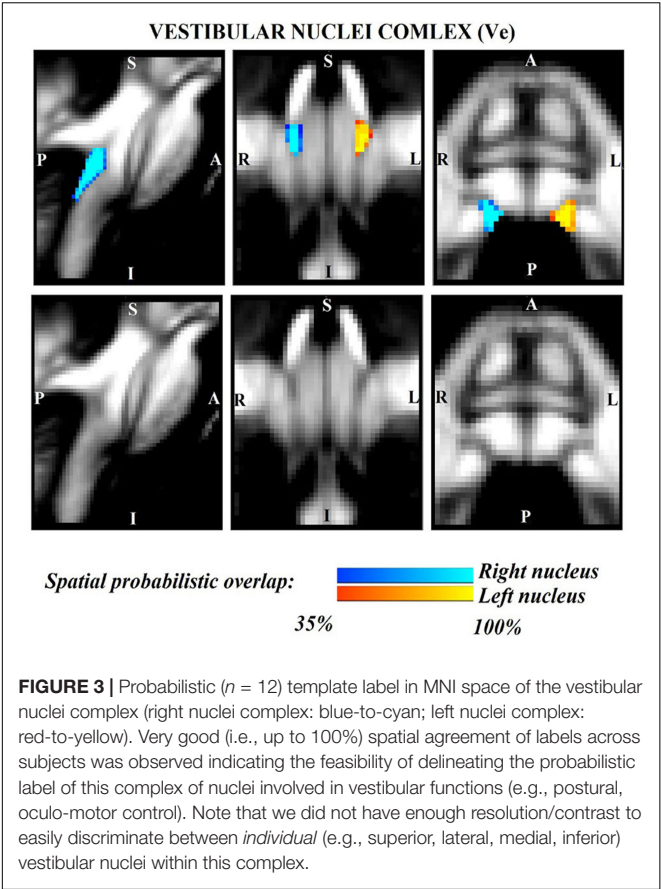 VESTIBULAR NUCLEI COMLEX (Ve)
S S A
P A R L R L
I I P
S S A
P A R L R L
I I P
Spatial probabilistic overlap: Right nucleus
Left nucleus
35% 100%
FIGURE 3 | Probabilistic (n = 12) template label in MNI space of the vestibular
nuclei complex (right nuclei complex: blue-to-cyan; left nuclei complex:
red-to-yellow). Very good (i.e., up to 100%) spatial agreement of labels across
subjects was observed indicating the feasibility of delineating the probabilistic
label of this complex of nuclei involved in vestibular functions (e.g., postural,
oculo-motor control). Note that we did not have enough resolution/contrast to
easily discriminate between individual (e.g., superior, lateral, medial, inferior)
vestibular nuclei within this complex.